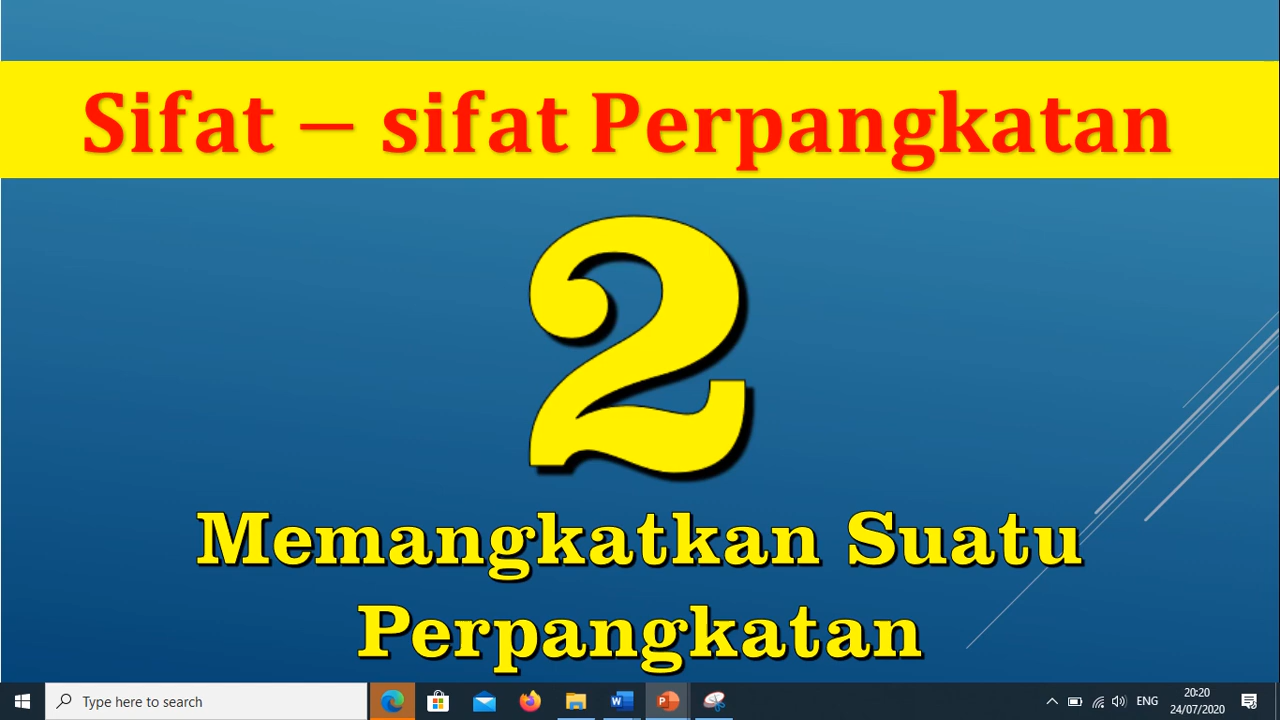 Sifat – sifat Perpangkatan
2
Memangkatkan Suatu
Perpangkatan
Type here to search
ENG
20:20
24/07/2020